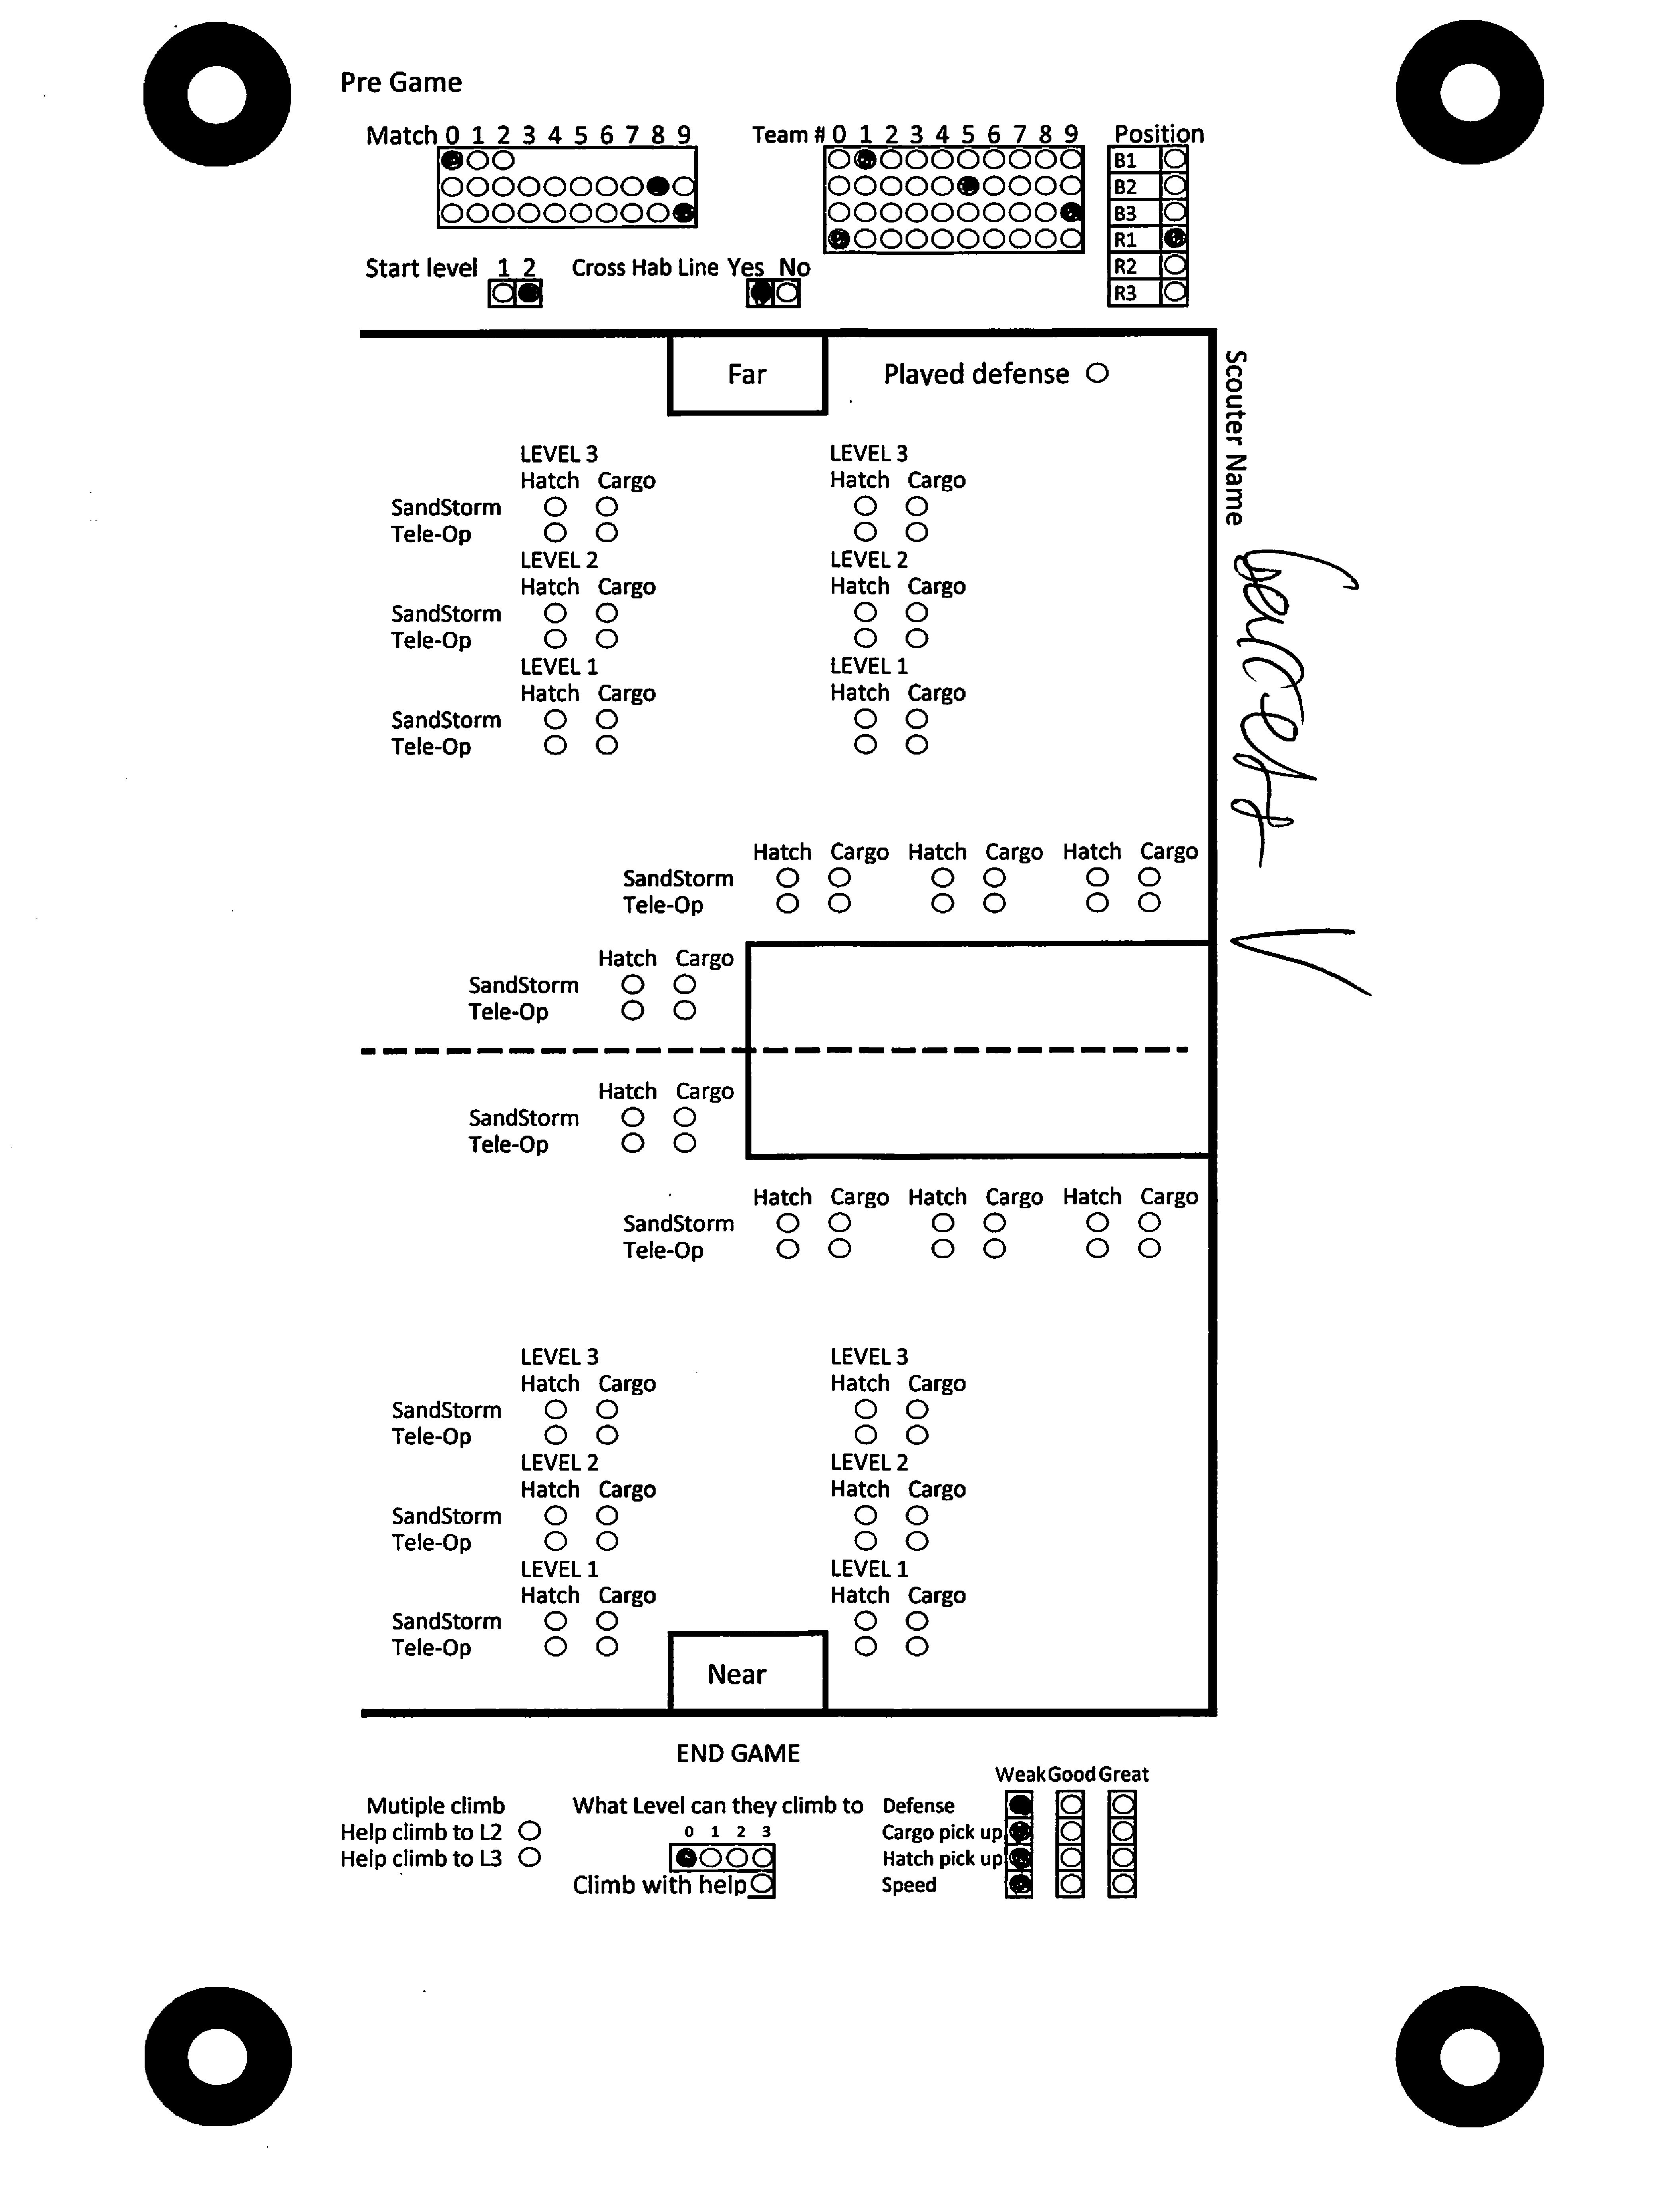 Pre Game
Match 0 1 2 3 4 5 6 7 8 9
Team # 0 1 2 3 4 5 6 7 8 9
Position
B1
B2
B3
R1
R2
R3
Start level 1 2
Cross Hab Line Yes No
Far
Played defense
Scouter Name
LEVEL 3 LEVEL 3
Hatch Cargo Hatch Cargo
SandStorm
Tele-Op
LEVEL 2 LEVEL 2
Hatch Cargo Hatch Cargo
SandStorm
Tele-Op
LEVEL 1 LEVEL 1
Hatch Cargo Hatch Cargo
SandStorm
Tele-Op
Hatch Cargo Hatch Cargo Hatch Cargo
SandStorm
Tele-Op
Hatch Cargo
SandStorm
Tele-Op
Hatch Cargo
SandStorm
Tele-Op
Hatch Cargo Hatch Cargo Hatch Cargo
SandStorm
Tele-Op
LEVEL 3 LEVEL 3
Hatch Cargo Hatch Cargo
SandStorm
Tele-Op
LEVEL 2 LEVEL 2
Hatch Cargo Hatch Cargo
SandStorm
Tele-Op
LEVEL 1 LEVEL 1
Hatch Cargo Hatch Cargo
SandStorm
Tele-Op
Near
END GAME
Mutiple climb
Help climb to L2
Help climb to L3
What Level can they climb to
0 1 2 3
Climb with help
Weak Good Great
Defense
Cargo pick up
Hatch pick up
Speed